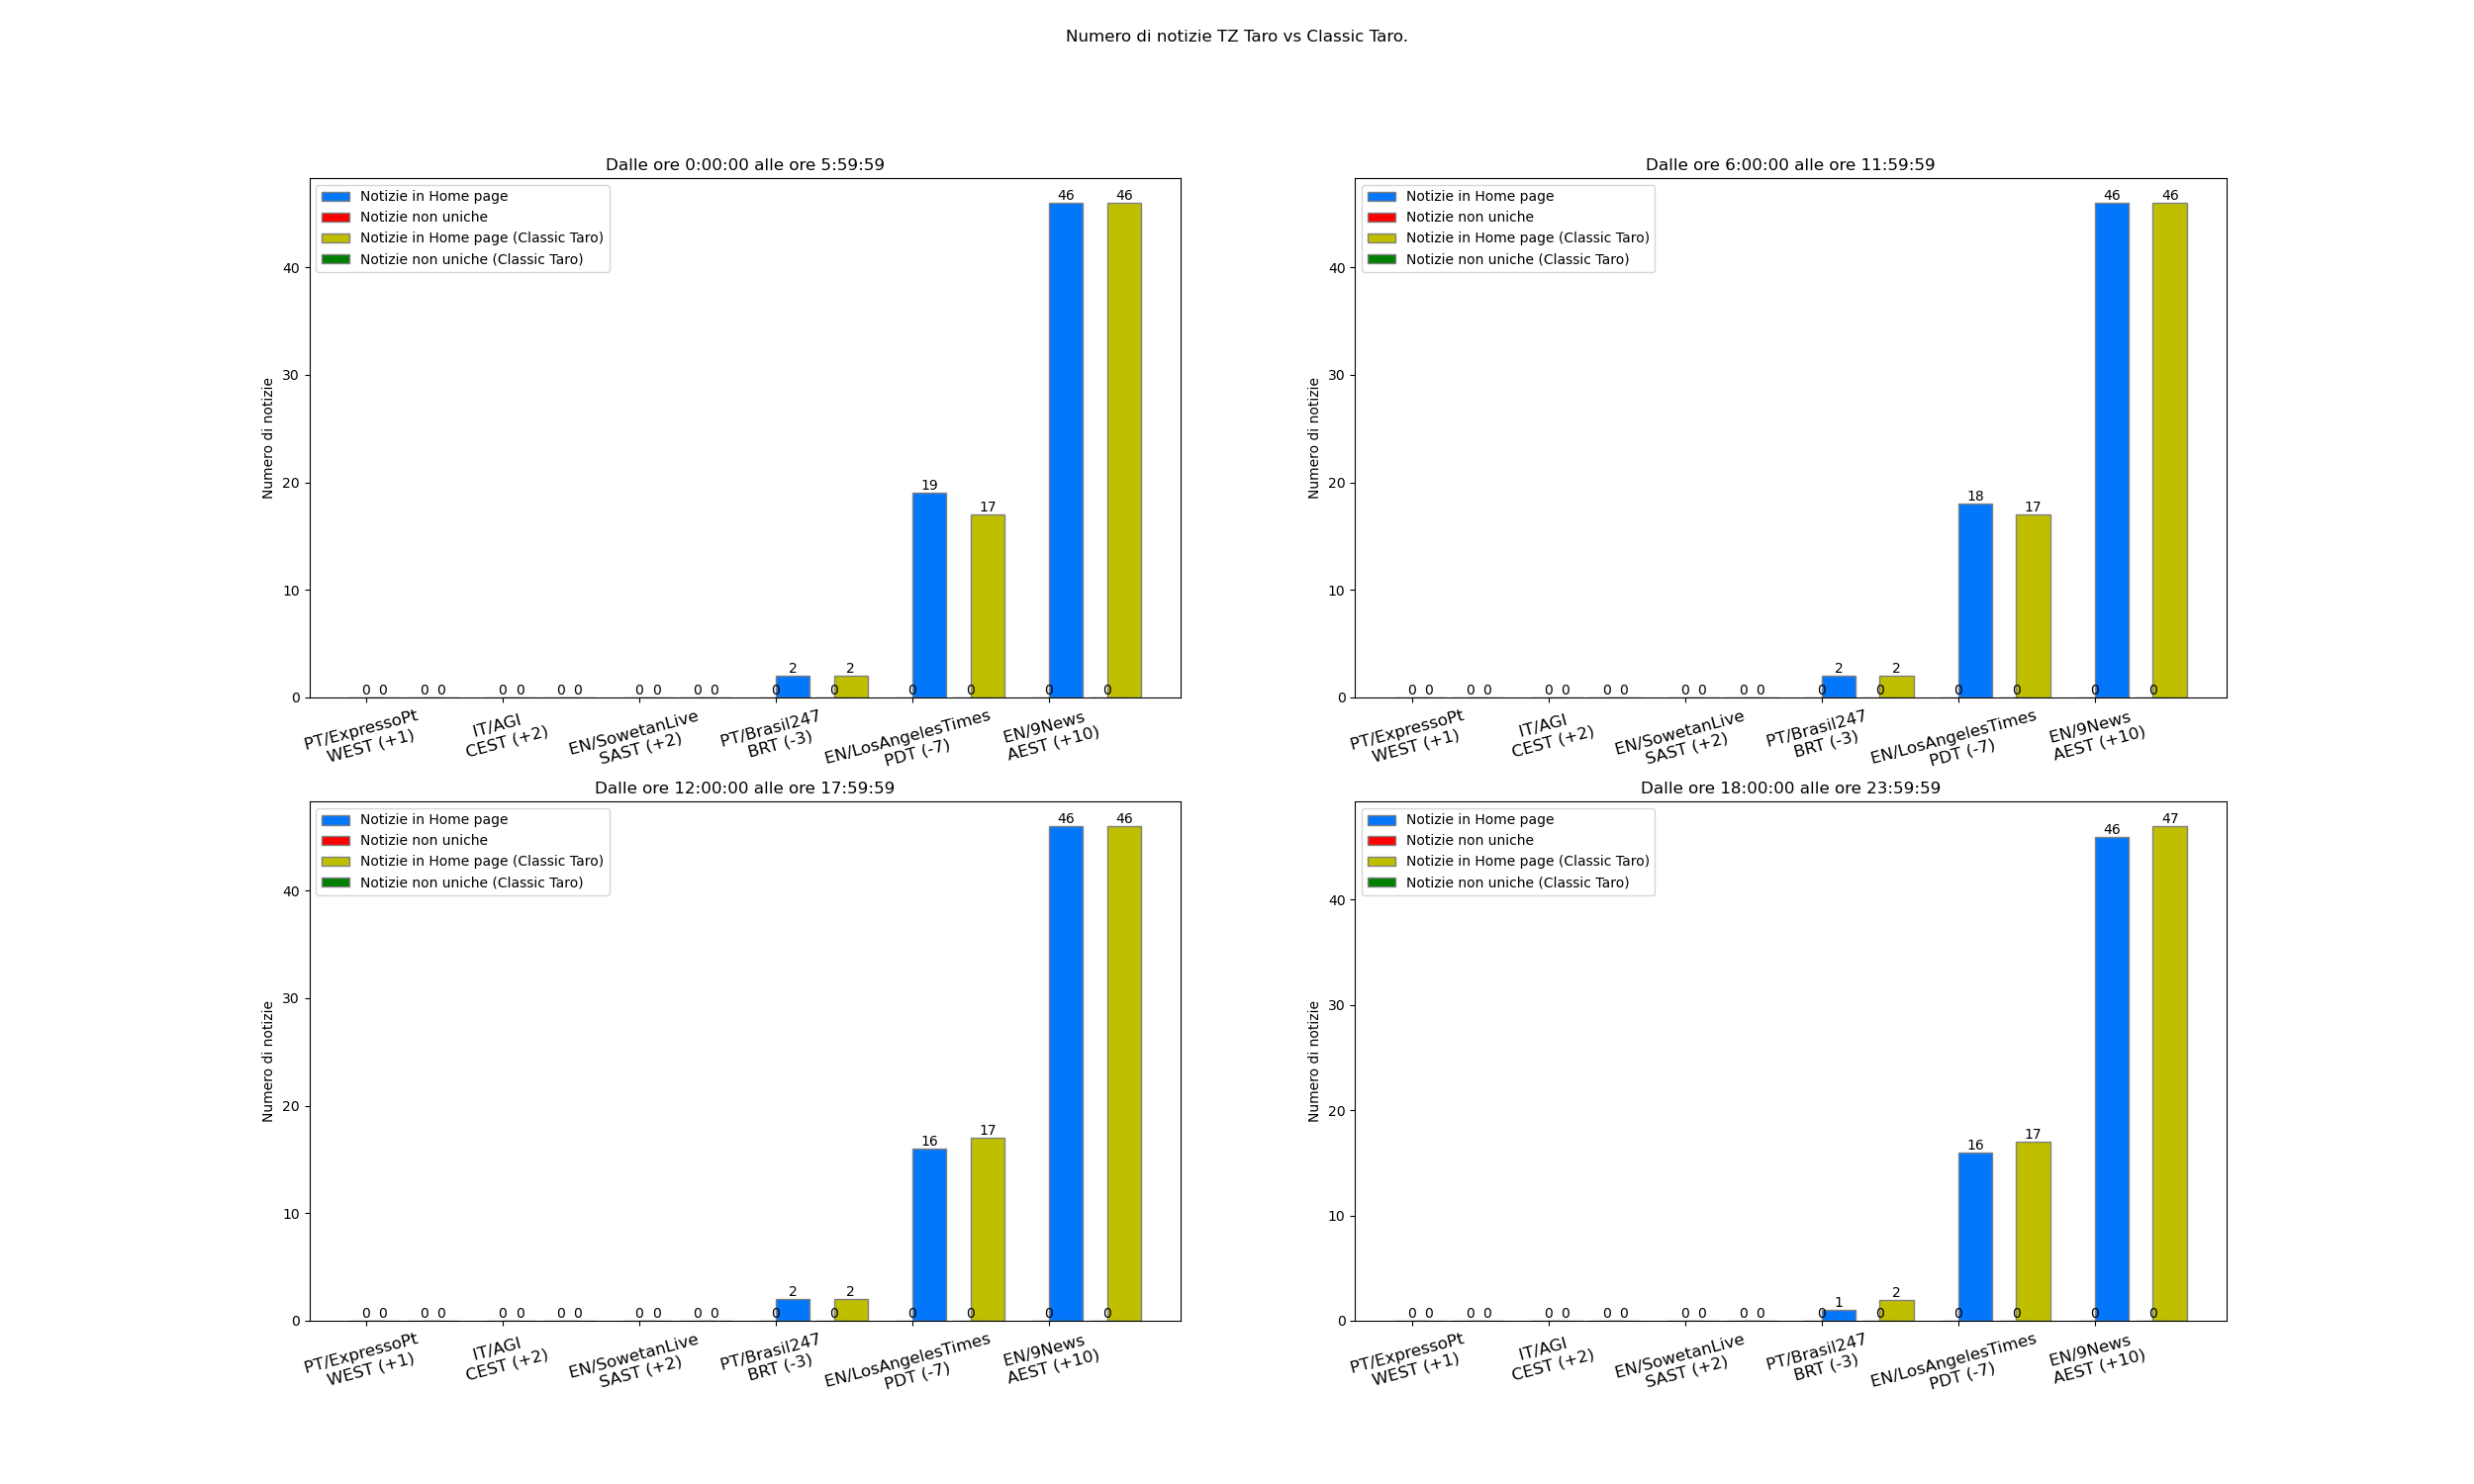 Numero di notizie TZ Taro vs Classic Taro.
Dalle ore 0:00:00 alle ore 5:59:59
Notizie in Home page
Notizie non uniche
Notizie in Home page (Classic Taro)
Notizie non uniche (Classic Taro)
Numero di notizie
40
30
20
10
0
0 0 0 0 0 0 0 0 0 0 0 0 0 2 0 2 0 19 0 17 0 46 0 46
PT/ExpressoPt
WEST (+1)
IT/AGI
CEST (+2)
EN/SowetanLive
SAST (+2)
PT/Brasil247
BRT (-3)
EN/LosAngelesTimes
PDT (-7)
EN/9News
AEST (+10)
Dalle ore 6:00:00 alle ore 11:59:59
Notizie in Home page
Notizie non uniche
Notizie in Home page (Classic Taro)
Notizie non uniche (Classic Taro)
Numero di notizie
40
30
20
10
0
0 0 0 0 0 0 0 0 0 0 0 0 0 2 0 2 0 18 0 17 0 46 0 46
PT/ExpressoPt
WEST (+1)
IT/AGI
CEST (+2)
EN/SowetanLive
SAST (+2)
PT/Brasil247
BRT (-3)
EN/LosAngelesTimes
PDT (-7)
EN/9News
AEST (+10)
Dalle ore 12:00:00 alle ore 17:59:59
Notizie in Home page
Notizie non uniche
Notizie in Home page (Classic Taro)
Notizie non uniche (Classic Taro)
Numero di notizie
40
30
20
10
0
0 0 0 0 0 0 0 0 0 0 0 0 0 2 0 2 0 16 0 17 0 46 0 46
PT/ExpressoPt
WEST (+1)
IT/AGI
CEST (+2)
EN/SowetanLive
SAST (+2)
PT/Brasil247
BRT (-3)
EN/LosAngelesTimes
PDT (-7)
EN/9News
AEST (+10)
Dalle ore 18:00:00 alle ore 23:59:59
Notizie in Home page
Notizie non uniche
Notizie in Home page (Classic Taro)
Notizie non uniche (Classic Taro)
Numero di notizie
40
30
20
10
0
0 0 0 0 0 0 0 0 0 0 0 0 0 1 0 2 0 16 0 17 0 46 0 47
PT/ExpressoPt
WEST (+1)
IT/AGI
CEST (+2)
EN/SowetanLive
SAST (+2)
PT/Brasil247
BRT (-3)
EN/LosAngelesTimes
PDT (-7)
EN/9News
AEST (+10)